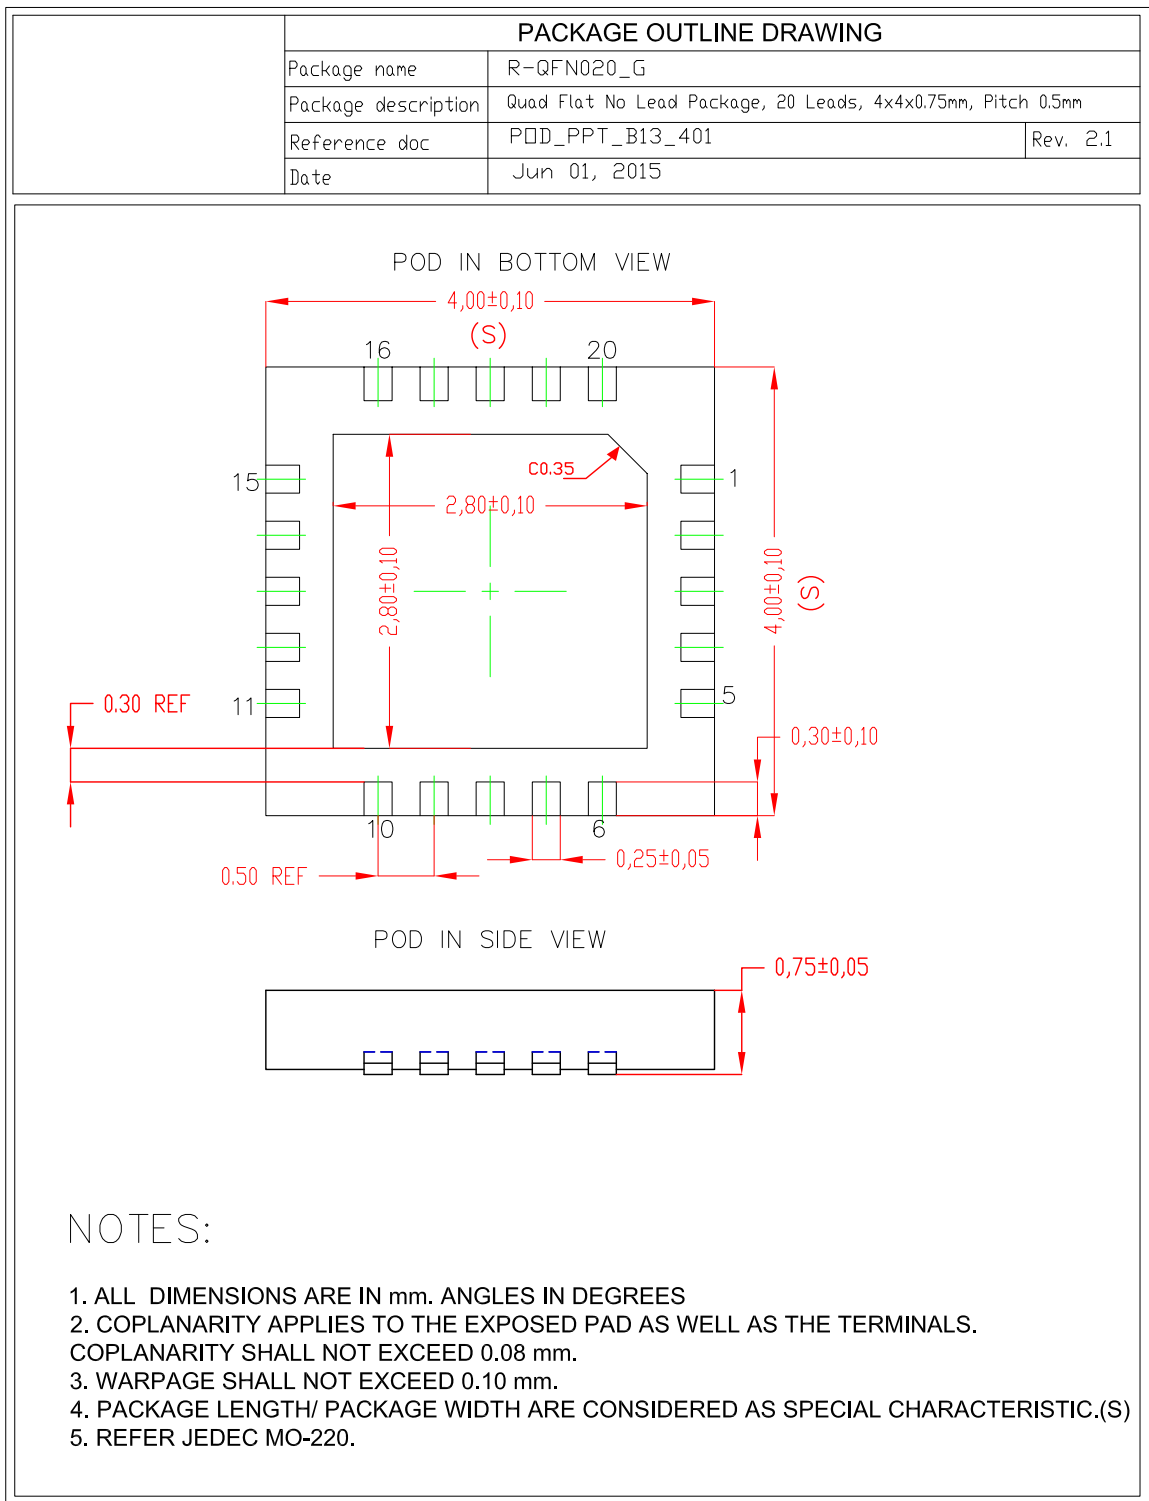 PACKAGE OUTLINE DRAWING
Package name R-QFN020_G
Package description Quad Flat No Lead Package, 20 Leads, 4x4x0.75mm, Pitch 0.5mm
Reference doc POD_PPT_B13_401 Rev. 2.1
Date Jun 01, 2015
POD IN BOTTOM VIEW
4,00±0,10
(S)
16 20
C0.35
15 1
2,80±0,10
2,80±0,10
4,00±0,10
(S)
11 5
0.30 REF
0,30±0,10
10 6
0,25±0,05
0.50 REF
POD IN SIDE VIEW
0,75±0,05
NOTES:
1. ALL DIMENSIONS ARE IN mm. ANGLES IN DEGREES
2. COPLANARITY APPLIES TO THE EXPOSED PAD AS WELL AS THE TERMINALS.
COPLANARITY SHALL NOT EXCEED 0.08 mm.
3. WARPAGE SHALL NOT EXCEED 0.10 mm.
4. PACKAGE LENGTH/ PACKAGE WIDTH ARE CONSIDERED AS SPECIAL CHARACTERISTIC.(S)
5. REFER JEDEC MO-220.